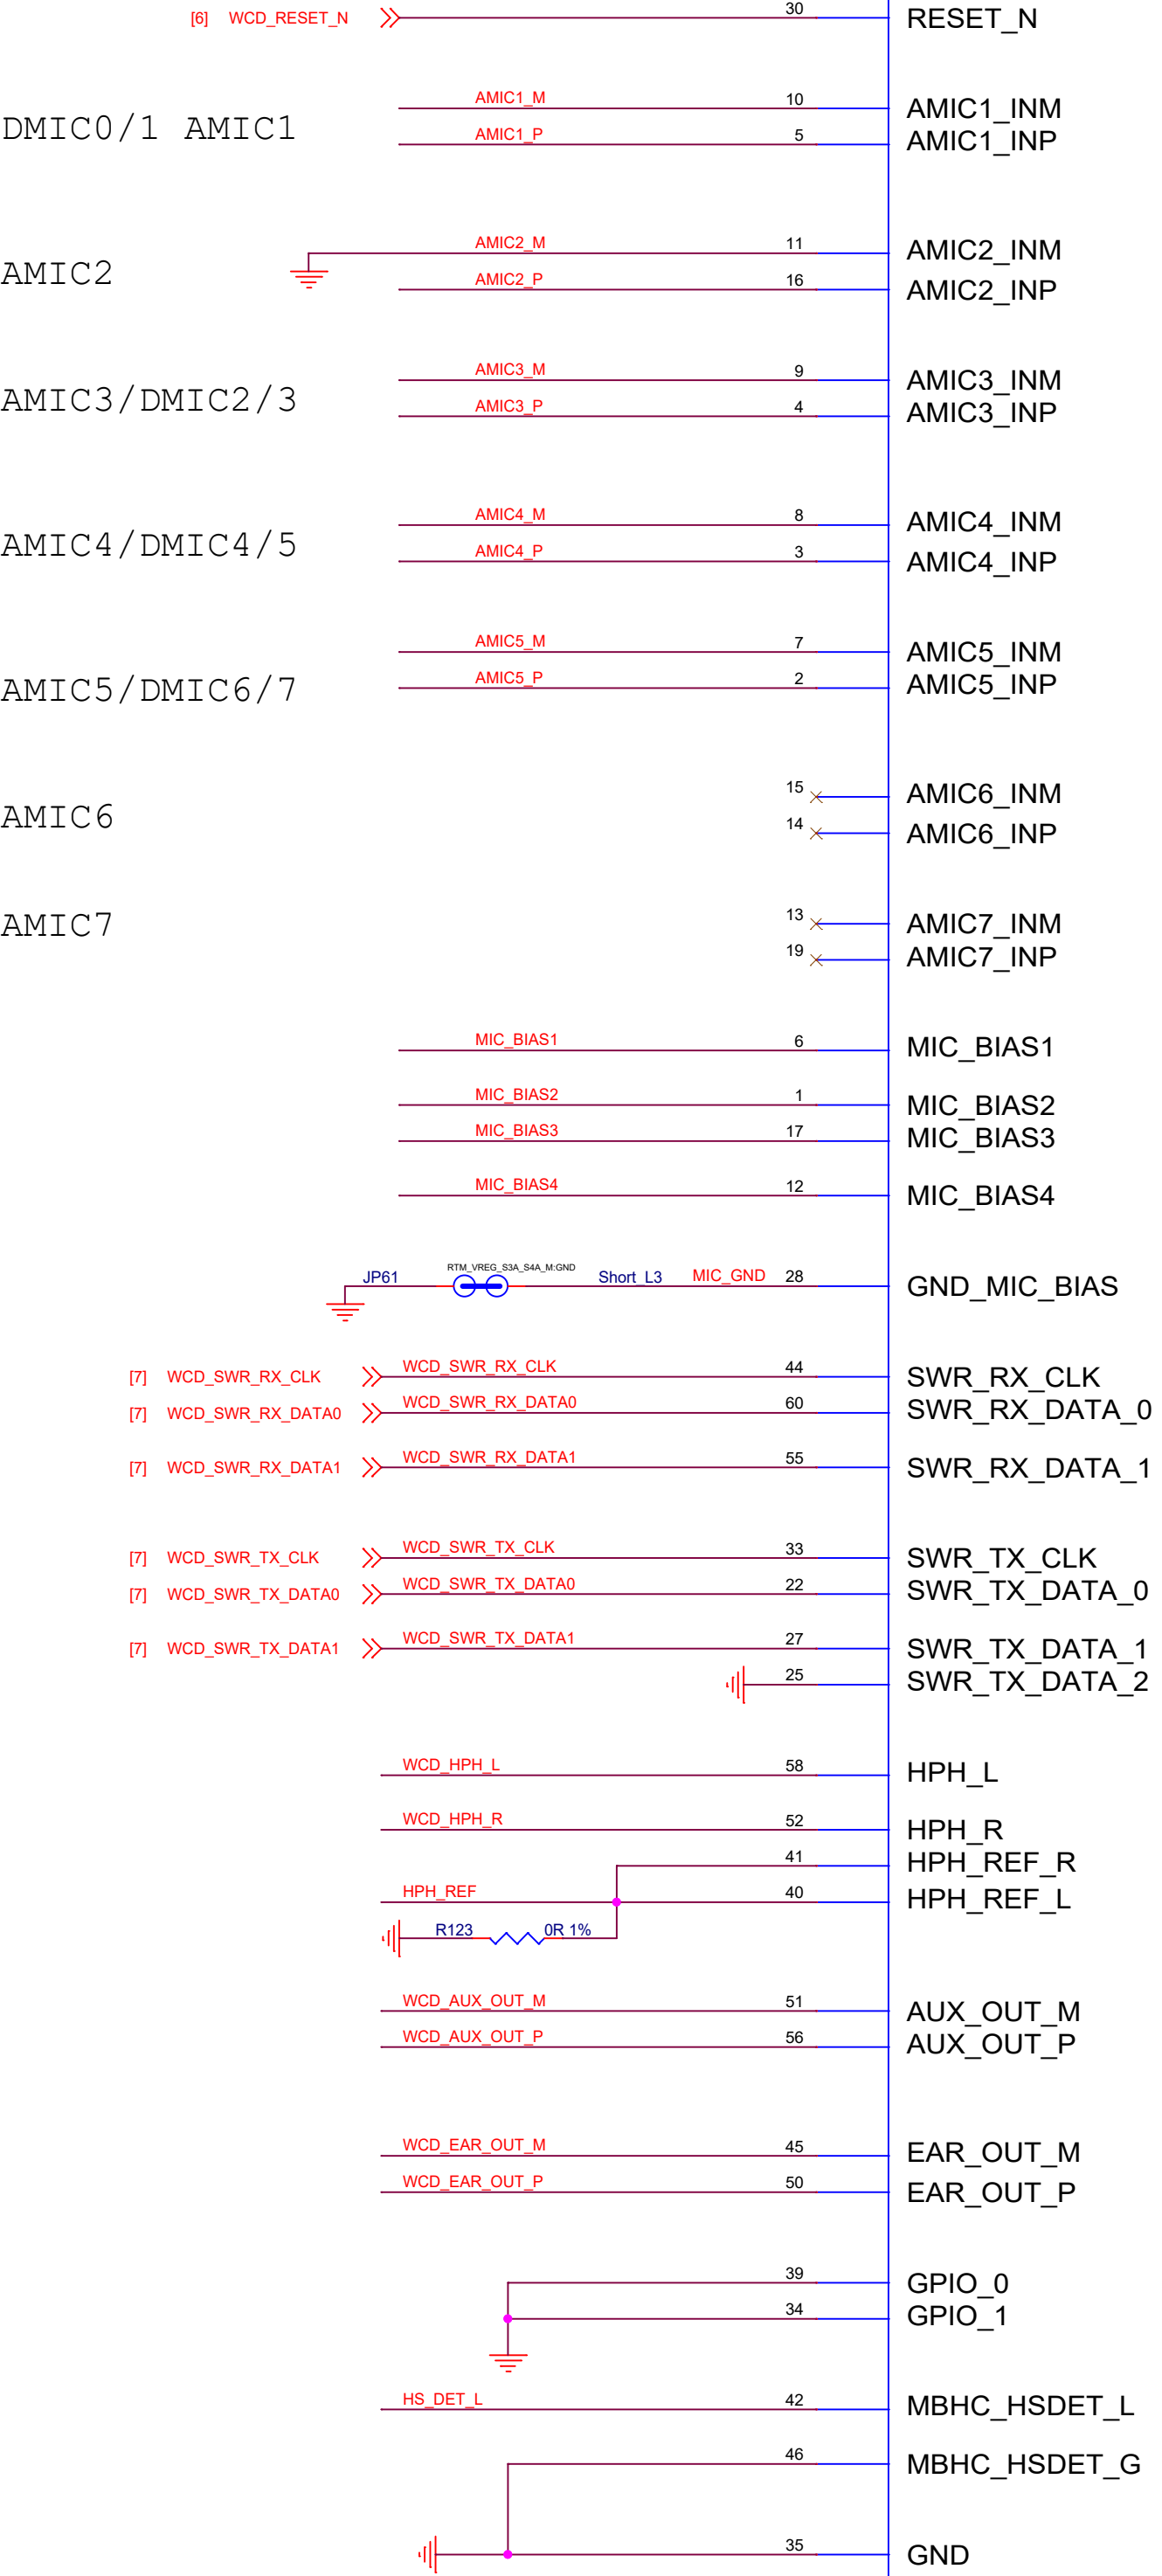 [6] WCD_RESET_N 30 RESET_N
AMIC1_M 10 AMIC1_INM
DMIC0/1 AMIC1
AMIC1_P 5 AMIC1_INP
AMIC2_M 11 AMIC2_INM
AMIC2
AMIC2_P 16 AMIC2_INP
AMIC3_M 9 AMIC3_INM
AMIC3/DMIC2/3
AMIC3_P 4 AMIC3_INP
AMIC4_M 8 AMIC4_INM
AMIC4/DMIC4/5
AMIC4_P 3 AMIC4_INP
AMIC5_M 7 AMIC5_INM
AMIC5/DMIC6/7
AMIC5_P 2 AMIC5_INP
15 AMIC6_INM
AMIC6
14 AMIC6_INP
AMIC7
13 AMIC7_INM
19 AMIC7_INP
MIC_BIAS1 6 MIC_BIAS1
MIC_BIAS2 1 MIC_BIAS2
MIC_BIAS3 17 MIC_BIAS3
MIC_BIAS4 12 MIC_BIAS4
RTM_VREG_S3A_S4A_M:GND
JP61 Short_L3 MIC_GND 28 GND_MIC_BIAS
[7] WCD_SWR_RX_CLK WCD_SWR_RX_CLK 44 SWR_RX_CLK
[7] WCD_SWR_RX_DATA0 WCD_SWR_RX_DATA0 60 SWR_RX_DATA_0
[7] WCD_SWR_RX_DATA1 WCD_SWR_RX_DATA1 55 SWR_RX_DATA_1
[7] WCD_SWR_TX_CLK WCD_SWR_TX_CLK 33 SWR_TX_CLK
[7] WCD_SWR_TX_DATA0 WCD_SWR_TX_DATA0 22 SWR_TX_DATA_0
[7] WCD_SWR_TX_DATA1 WCD_SWR_TX_DATA1 27 SWR_TX_DATA_1
25 SWR_TX_DATA_2
WCD_HPH_L 58 HPH_L
WCD_HPH_R 52 HPH_R
41 HPH_REF_R
HPH_REF 40 HPH_REF_L
R123 0R 1%
WCD_AUX_OUT_M 51 AUX_OUT_M
WCD_AUX_OUT_P 56 AUX_OUT_P
WCD_EAR_OUT_M 45 EAR_OUT_M
WCD_EAR_OUT_P 50 EAR_OUT_P
39 GPIO_0
34 GPIO_1
HS_DET_L 42 MBHC_HSDET_L
46 MBHC_HSDET_G
35 GND